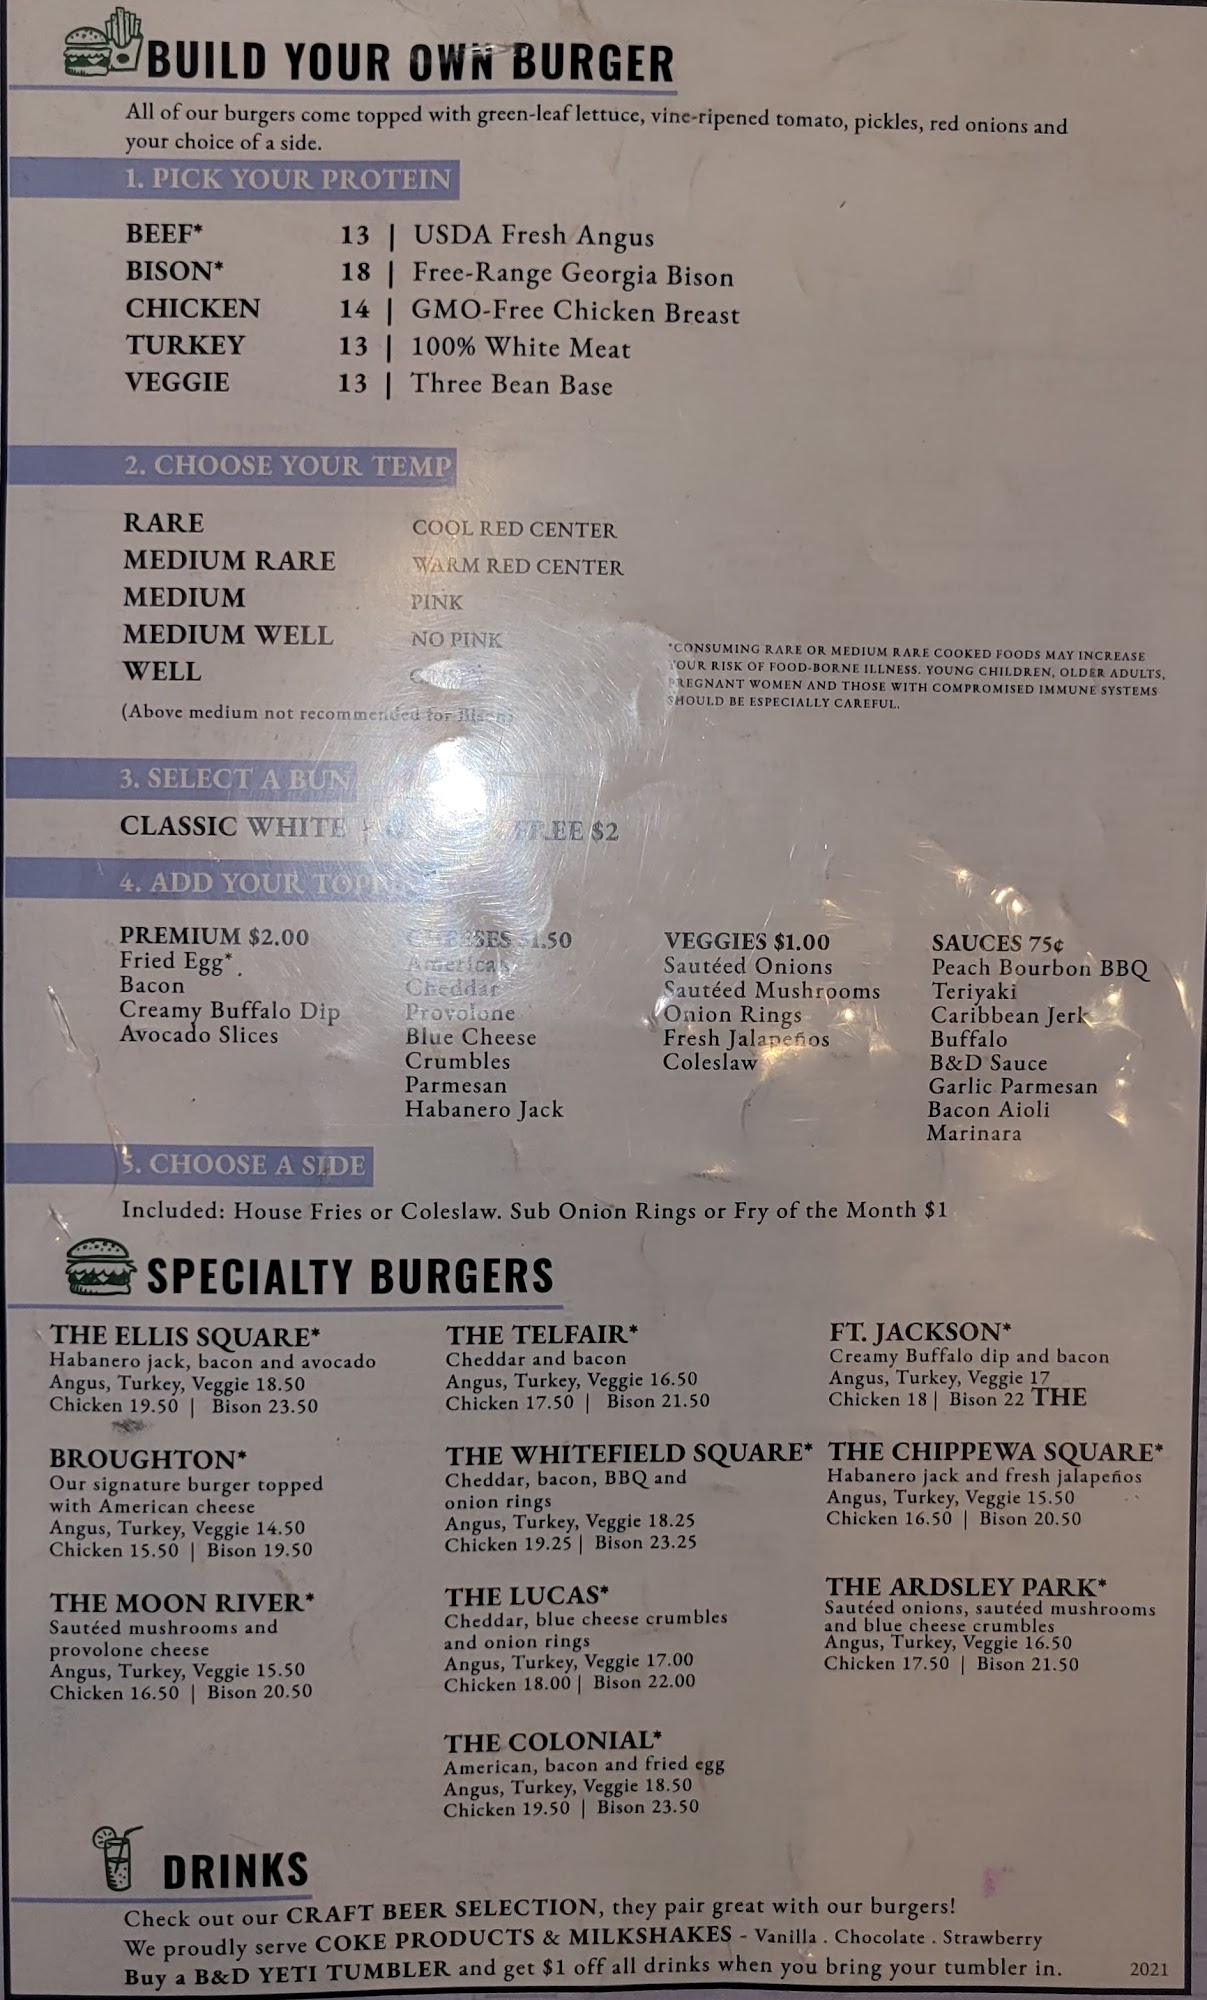 BUILD YOUR OWN BURGER
All of our burgers come topped with green-leaf lettuce, vine-ripened tomato, pickles, red onions and
your choice of a side.
1. PICK YOUR PROTEIN
BEEF* 13 | USDA Fresh Angus
BISON* 18 | Free-Range Georgia Bison
CHICKEN 14 | GMO-Free Chicken Breast
TURKEY 13 | 100% White Meat
VEGGIE 13 | Three Bean Base
2. CHOOSE YOUR TEMP
RARE COOL RED CENTER
MEDIUM RARE WARM RED CENTER
MEDIUM PINK
MEDIUM WELL NO PINK
WELL
(Above medium not recommended for Bison)
*CONSUMING RARE OR MEDIUM RARE COOKED FOODS MAY INCREASE
YOUR RISK OF FOOD-BORNE ILLNESS. YOUNG CHILDREN, OLDER ADULTS,
PREGNANT WOMEN AND THOSE WITH COMPROMISED IMMUNE SYSTEMS
SHOULD BE ESPECIALLY CAREFUL.
3. SELECT A BUN
CLASSIC WHITE | FREE $2
4. ADD YOUR
PREMIUM $2.00
Fried Egg*
Bacon
Creamy Buffalo Dip
Avocado Slices
CHEESES $1.50
American
Cheddar
Provolone
Blue Cheese
Crumbles
Parmesan
Habanero Jack
VEGGIES $1.00
Sautéed Onions
Sautéed Mushrooms
Onion Rings
Fresh Jalapeños
Coleslaw
SAUCES 75¢
Peach Bourbon BBQ
Teriyaki
Caribbean Jerk
Buffalo
B&D Sauce
Garlic Parmesan
Bacon Aioli
Marinara
5. CHOOSE A SIDE
Included: House Fries or Coleslaw. Sub Onion Rings or Fry of the Month $1
SPECIALTY BURGERS
THE ELLIS SQUARE*
Habanero jack, bacon and avocado
Angus, Turkey, Veggie 18.50
Chicken 19.50 | Bison 23.50
THE TELFAIR*
Cheddar and bacon
Angus, Turkey, Veggie 16.50
Chicken 17.50 | Bison 21.50
FT. JACKSON*
Creamy Buffalo dip and bacon
Angus, Turkey, Veggie 17
Chicken 18 | Bison 22 THE
BROUGHTON*
Our signature burger topped
with American cheese
Angus, Turkey, Veggie 14.50
Chicken 15.50 | Bison 19.50
THE WHITEFIELD SQUARE*
Cheddar, bacon, BBQ and
onion rings
Angus, Turkey, Veggie 18.25
Chicken 19.25 | Bison 23.25
THE CHIPPEWA SQUARE*
Habanero jack and fresh jalapeños
Angus, Turkey, Veggie 15.50
Chicken 16.50 | Bison 20.50
THE MOON RIVER*
Sautéed mushrooms and
provolone cheese
Angus, Turkey, Veggie 15.50
Chicken 16.50 | Bison 20.50
THE LUCAS*
Cheddar, blue cheese crumbles
and onion rings
Angus, Turkey, Veggie 17.00
Chicken 18.00 | Bison 22.00
THE ARDSLEY PARK*
Sautéed onions, sautéed mushrooms
and blue cheese crumbles
Angus, Turkey, Veggie 16.50
Chicken 17.50 | Bison 21.50
THE COLONIAL*
American, bacon and fried egg
Angus, Turkey, Veggie 18.50
Chicken 19.50 | Bison 23.50
DRINKS
Check out our CRAFT BEER SELECTION, they pair great with our burgers!
We proudly serve COKE PRODUCTS & MILKSHAKES - Vanilla . Chocolate . Strawberry
Buy a B&D YETI TUMBLER and get $1 off all drinks when you bring your tumbler in.
2021